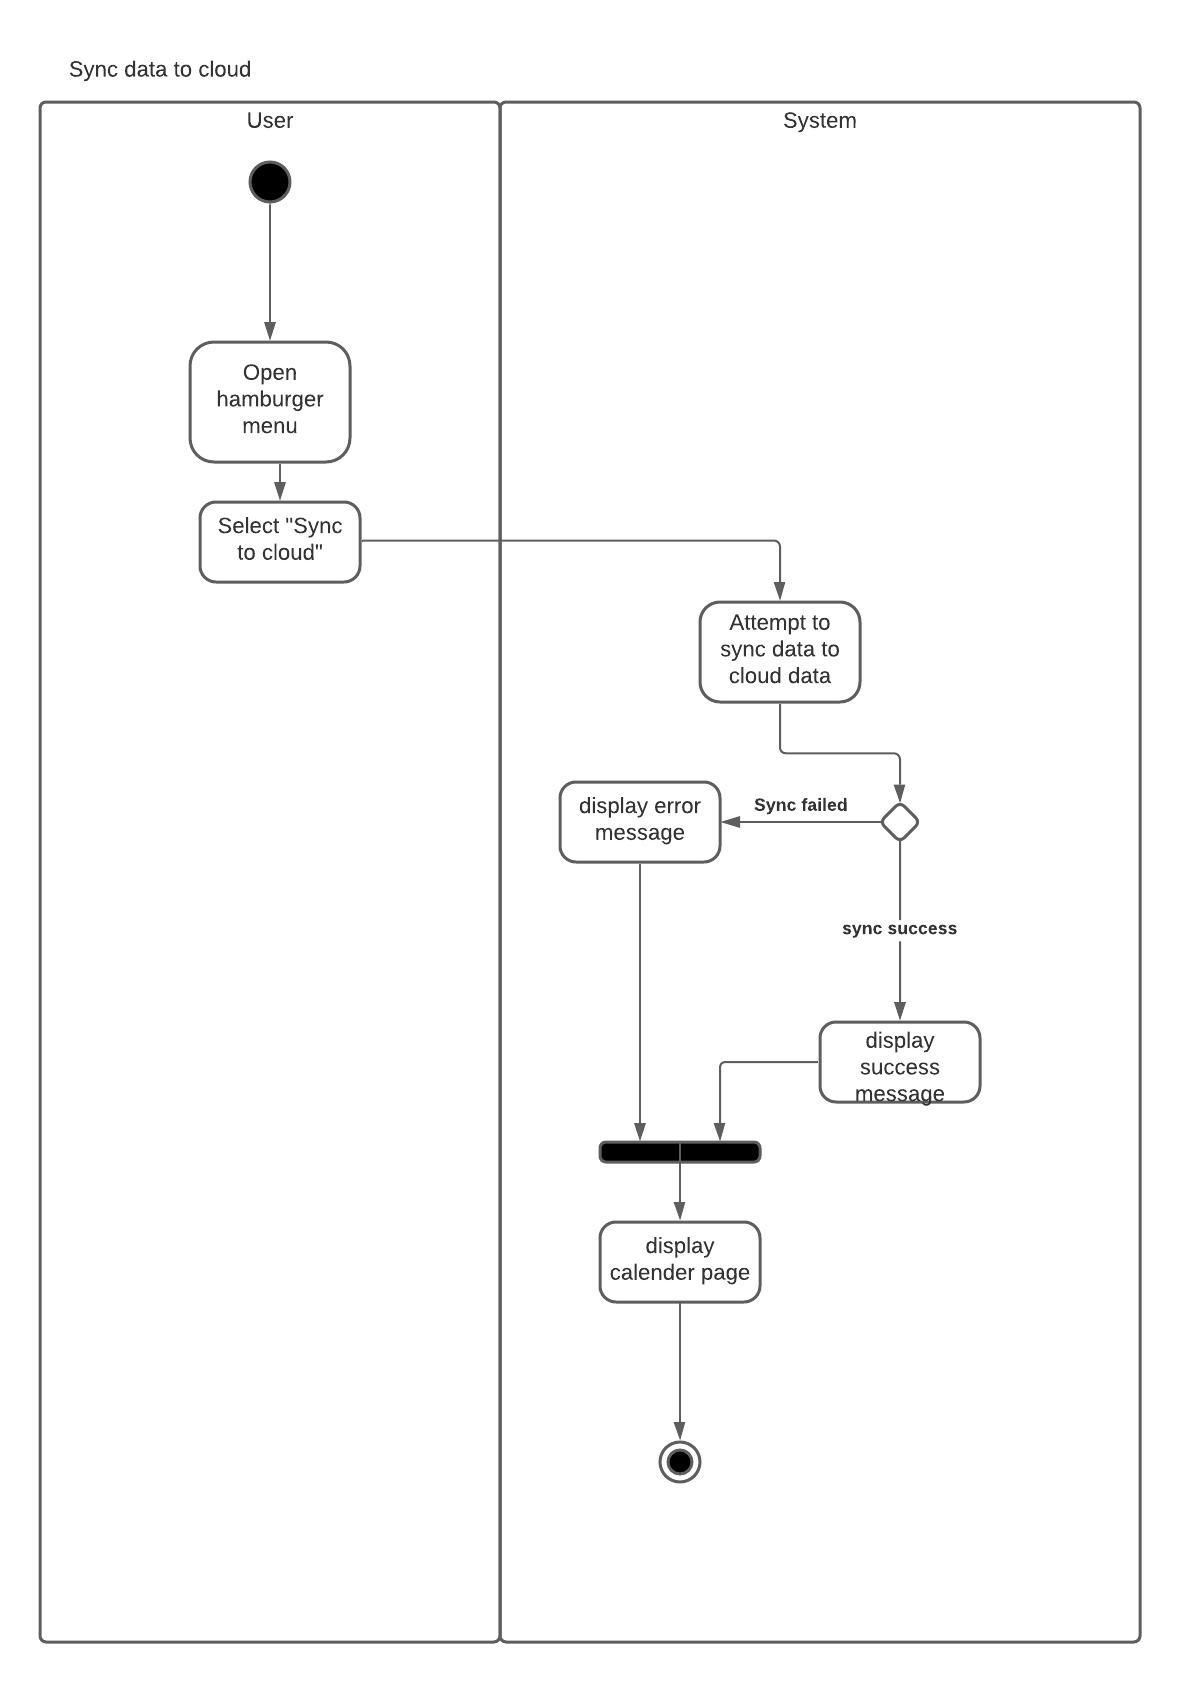 Sync data to cloud
User
System
Open
hamburger
menu
Select "Sync
to cloud"
Attempt to
sync data to
cloud data
display error
message
Sync failed
sync success
display
success
message
display
calender page